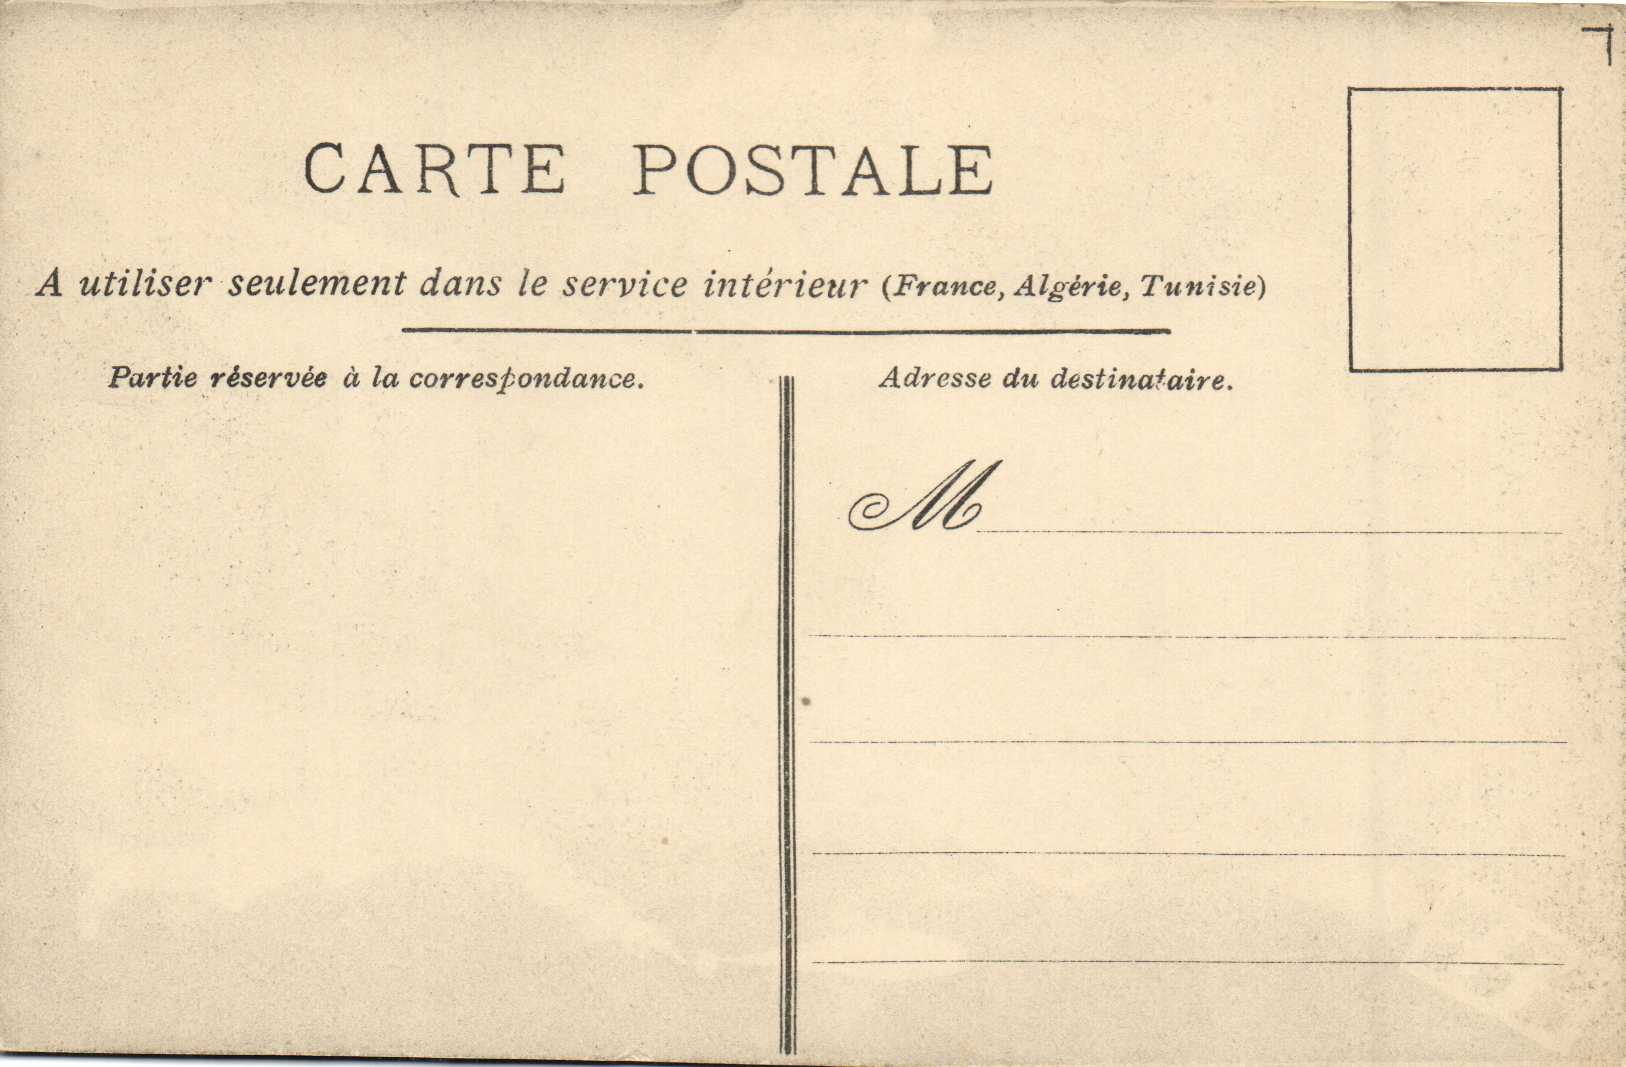 CARTE POSTALE
A utiliser seulement dans le service intérieur (France, Algérie, Tunisie)
Partie réservée à la correspondance.
Adresse du destinataire.
M